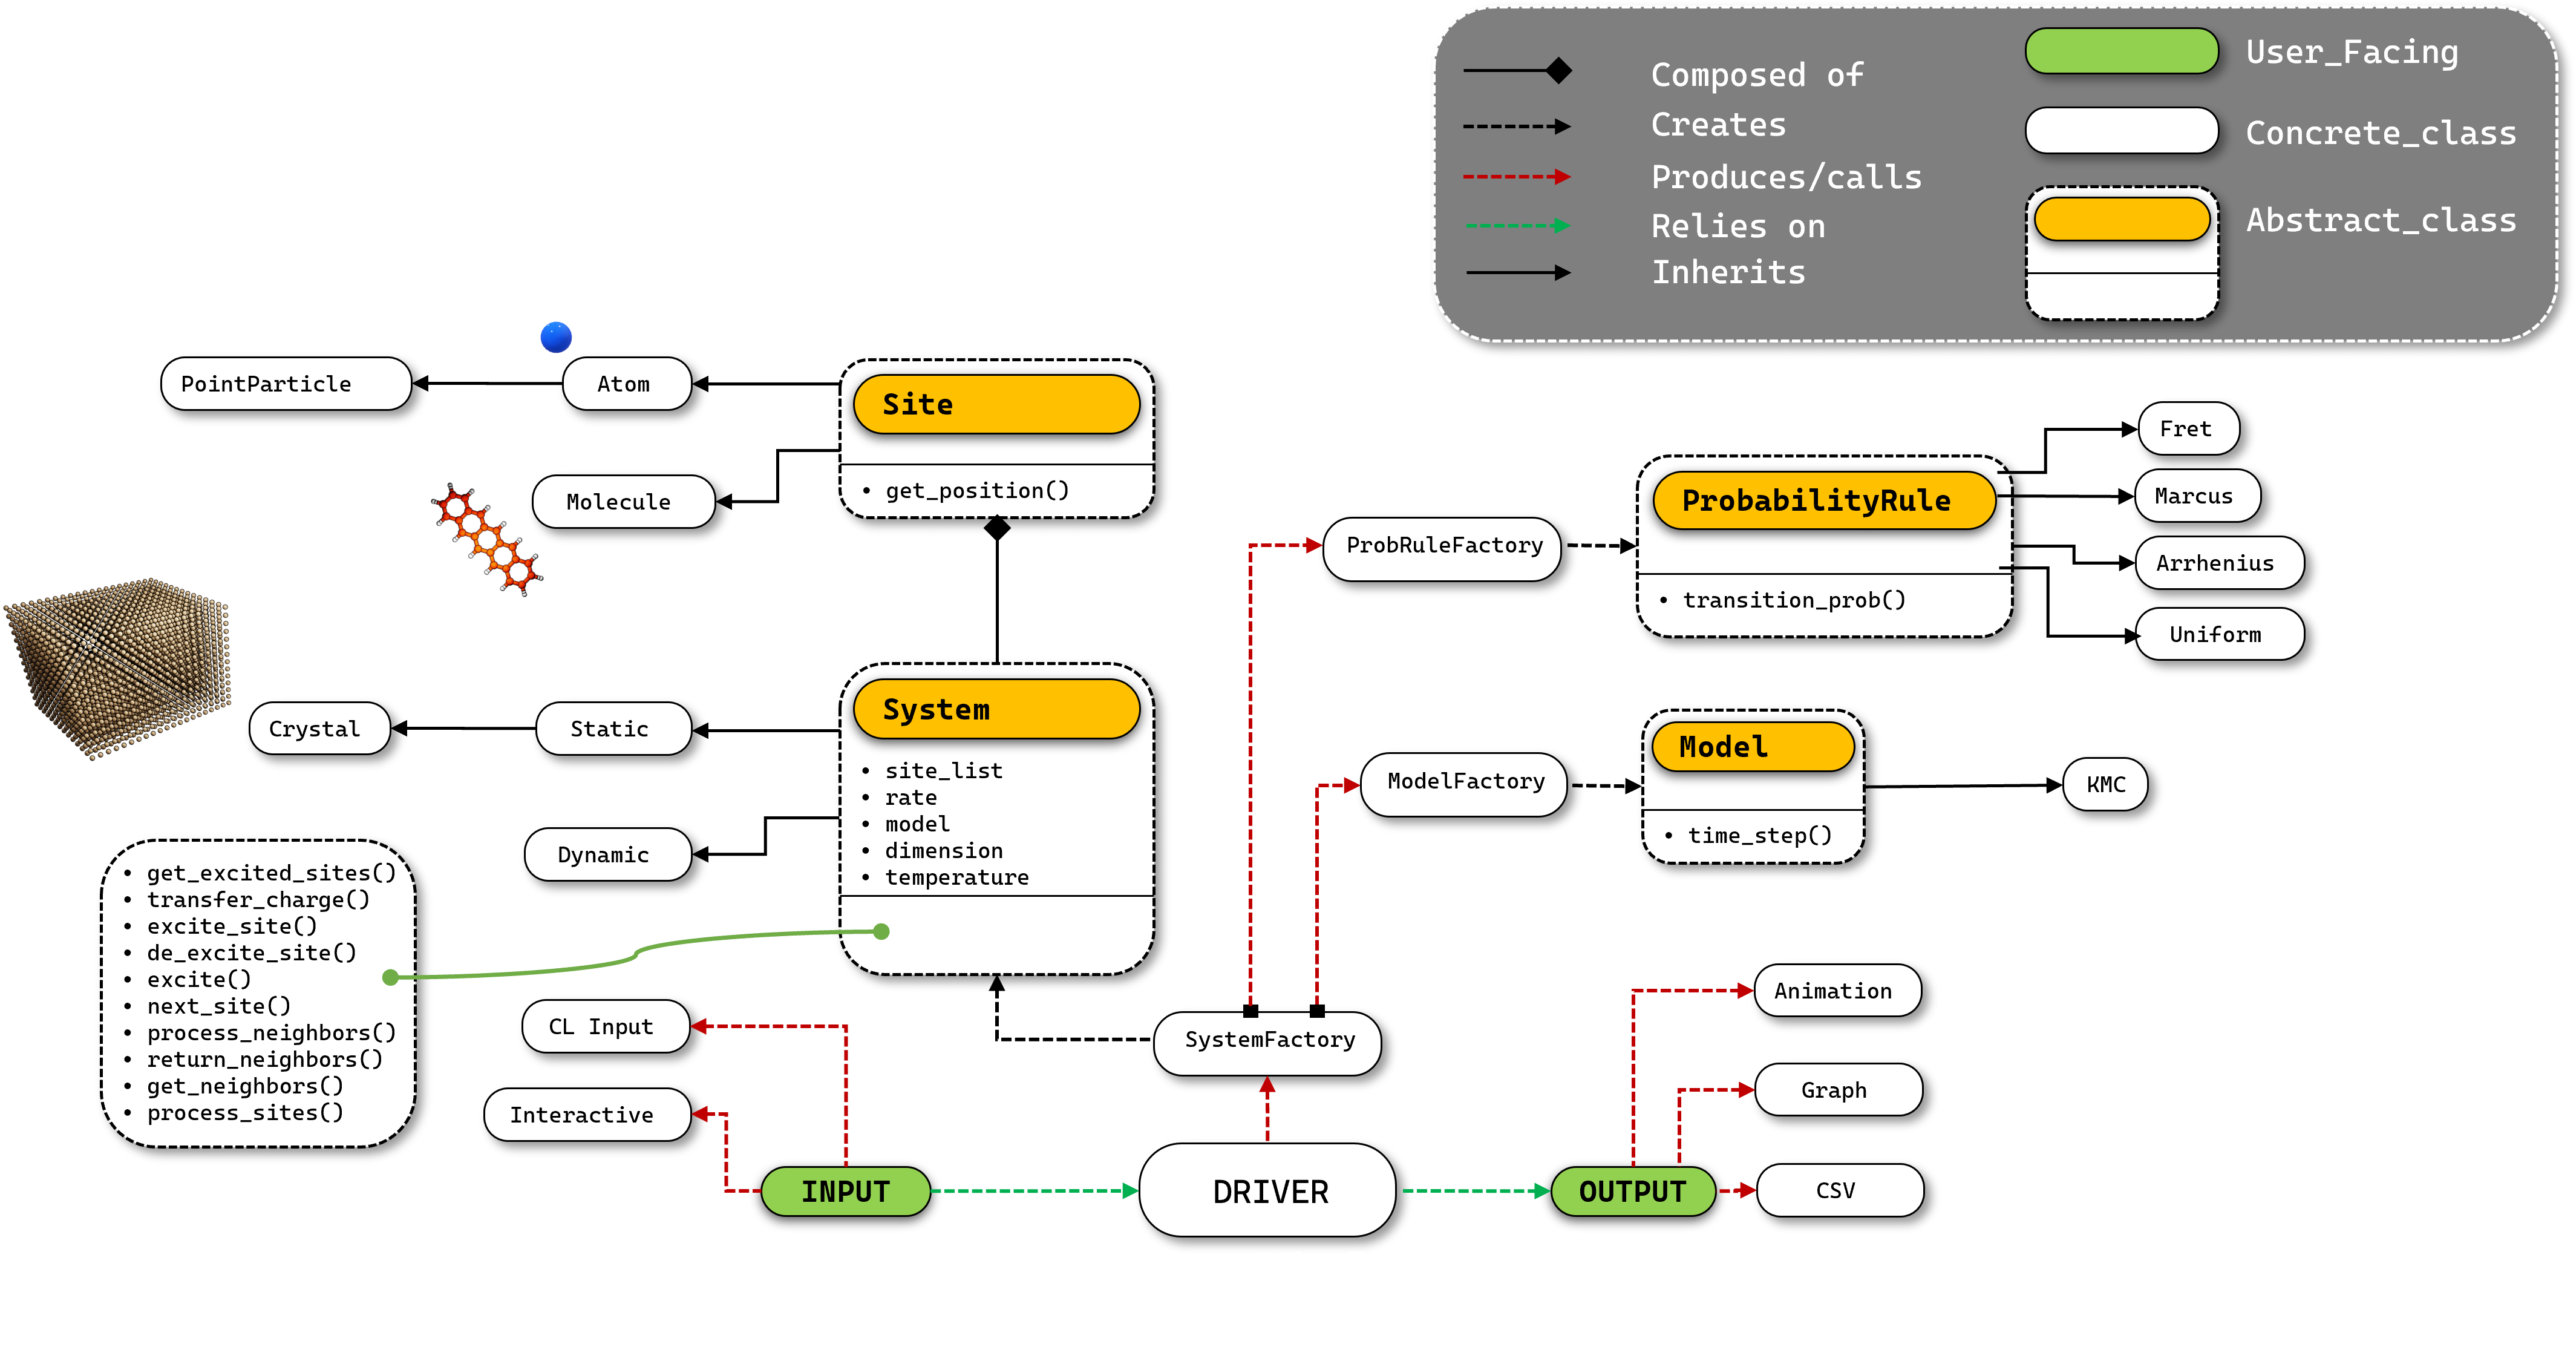 Composed of
Creates
Produces/calls
Relies on
Inherits
User_Facing
Concrete_class
Abstract_class
PointParticle
Atom
Molecule
Site
• get_position()
Crystal
Static
Dynamic
System
• site_list
• rate
• model
• dimension
• temperature
• get_excited_sites()
• transfer_charge()
• excite_site()
• de_excite_site()
• excite()
• next_site()
• process_neighbors()
• return_neighbors()
• get_neighbors()
• process_sites()
ProbRuleFactory
ProbabilityRule
• transition_prob()
Fret
Marcus
Arrhenius
Uniform
ModelFactory
Model
• time_step()
KMC
CL Input
Interactive
INPUT
SystemFactory
DRIVER
OUTPUT
Animation
Graph
CSV